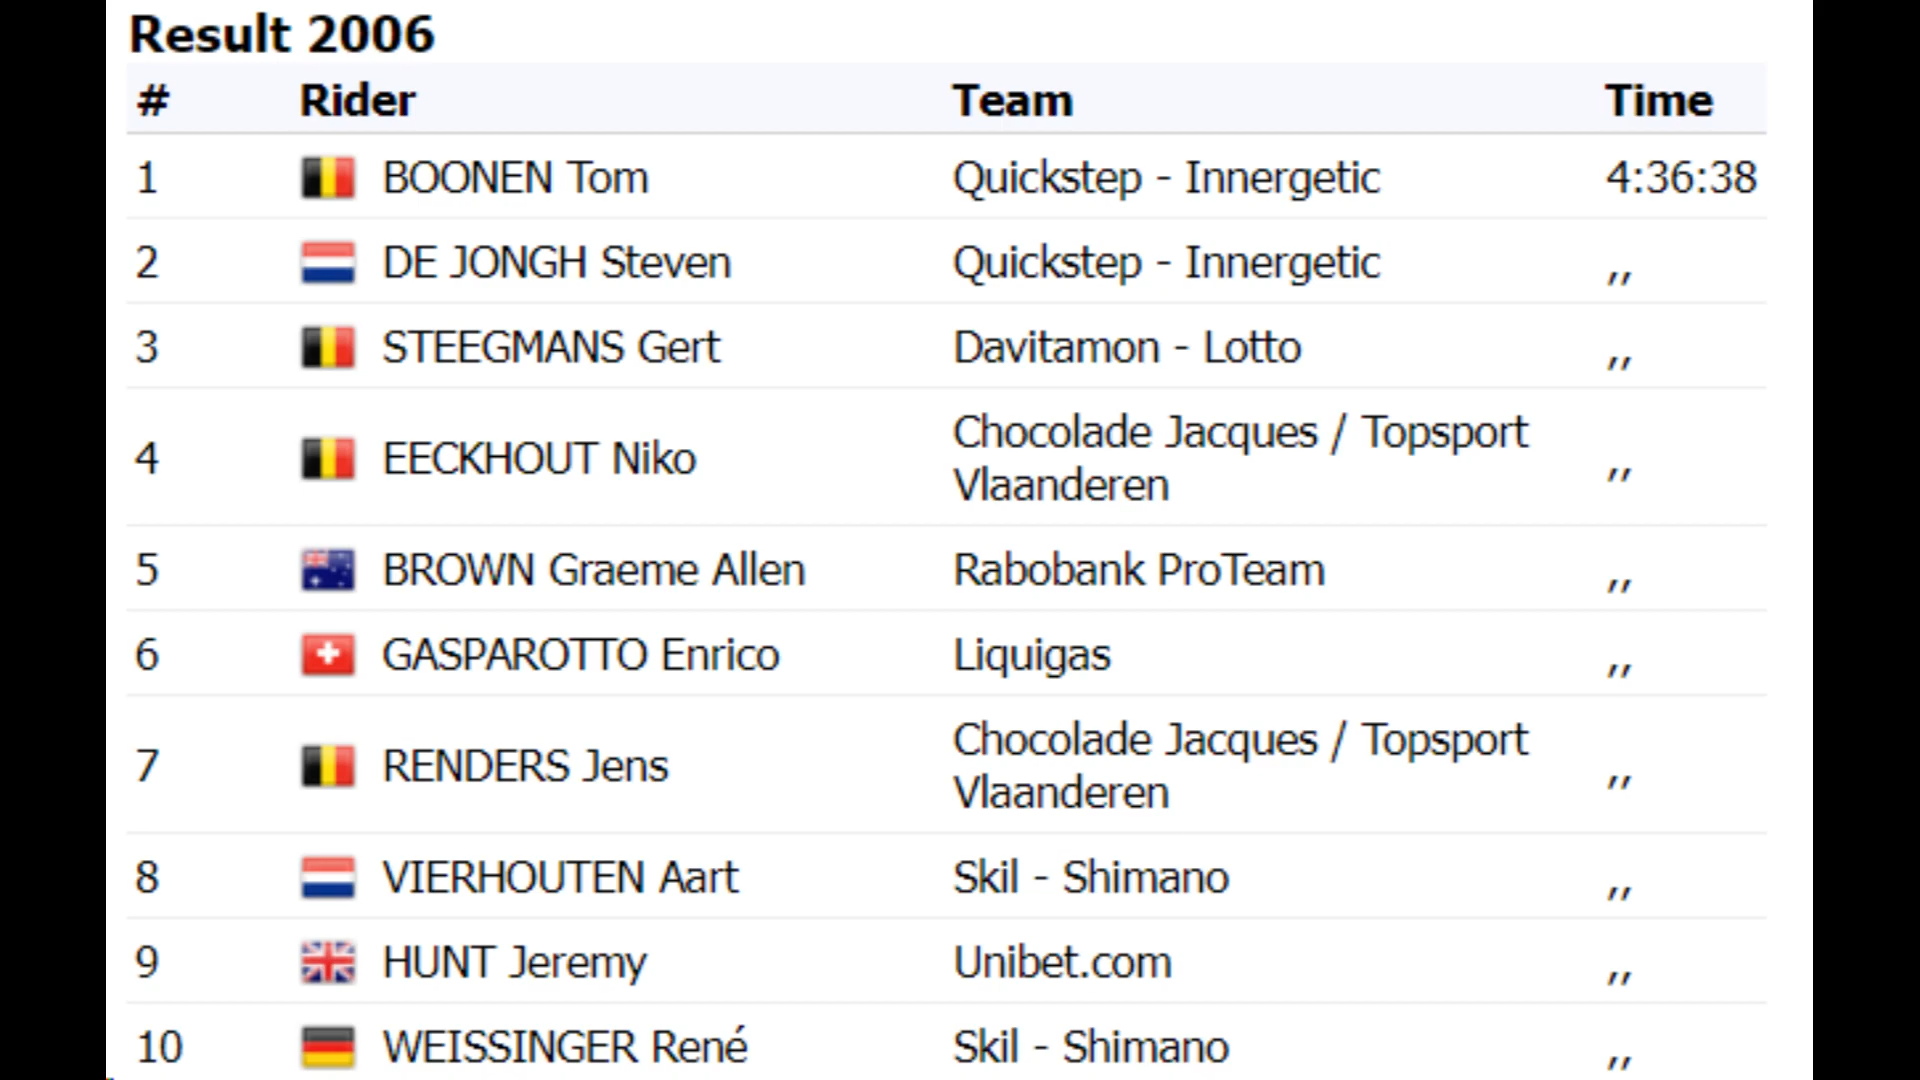 Result 2006
# Rider Team Time
1 BOONEN Tom Quickstep - Innergetic 4:36:38
2 DE JONGH Steven Quickstep - Innergetic ,,
3 STEEGMANS Gert Davitamon - Lotto ,,
4 EECKHOUT Niko Chocolade Jacques / Topsport
Vlaanderen ,,
5 BROWN Graeme Allen Rabobank ProTeam ,,
6 GASPAROTTO Enrico Liquigas ,,
7 RENDERS Jens Chocolade Jacques / Topsport
Vlaanderen ,,
8 VIERHOUTEN Aart Skil - Shimano ,,
9 HUNT Jeremy Unibet.com ,,
10 WEISSINGER René Skil - Shimano ,,